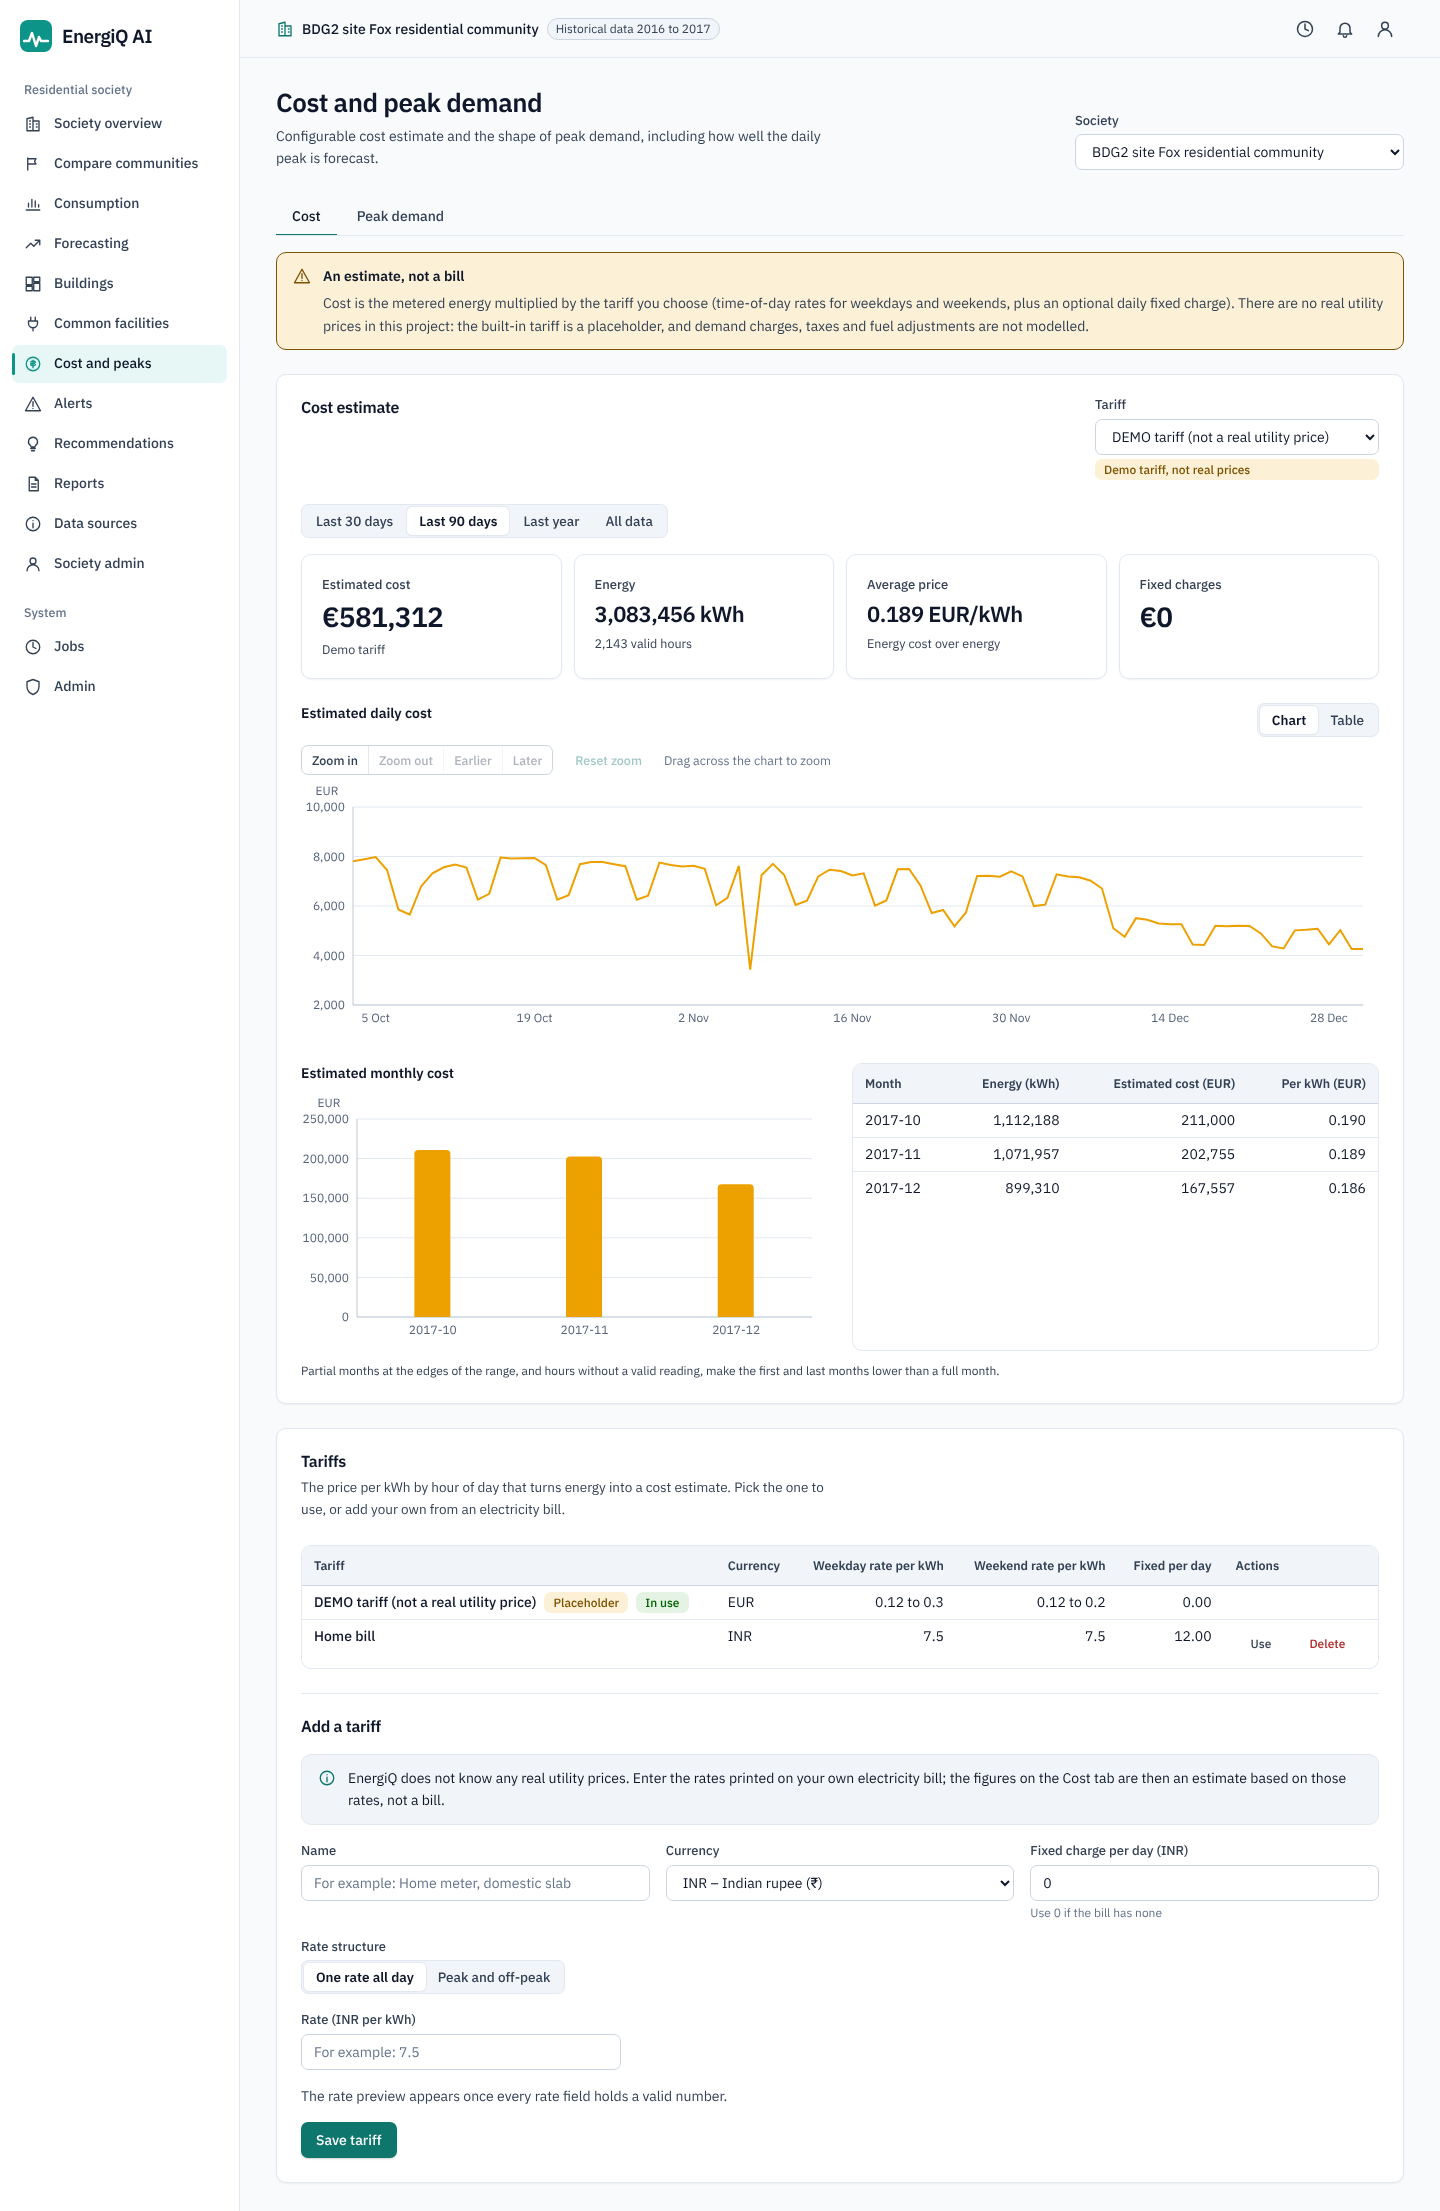 EnergiQ AI
Residential society
Society overview
Compare communities
Consumption
Forecasting
Buildings
Common facilities
Cost and peaks
Alerts
Recommendations
Reports
Data sources
Society admin
System
Jobs
Admin
BDG2 site Fox residential community
Historical data 2016 to 2017
Cost and peak demand
Configurable cost estimate and the shape of peak demand, including how well the daily
peak is forecast.
Society
BDG2 site Fox residential community
Cost
Peak demand
An estimate, not a bill
Cost is the metered energy multiplied by the tariff you choose (time-of-day rates for weekdays and weekends, plus an optional daily fixed charge). There are no real utility
prices in this project: the built-in tariff is a placeholder, and demand charges, taxes and fuel adjustments are not modelled.
Cost estimate
Tariff
DEMO tariff (not a real utility price)
Demo tariff, not real prices
Last 30 days
Last 90 days
Last year
All data
Estimated cost
€581,312
Demo tariff
Energy
3,083,456 kWh
2,143 valid hours
Average price
0.189 EUR/kWh
Energy cost over energy
Fixed charges
€0
Estimated daily cost
Chart
Table
Zoom in
Zoom out
Earlier
Later
Reset zoom
Drag across the chart to zoom
EUR
10,000
8,000
6,000
4,000
2,000
5 Oct
19 Oct
2 Nov
16 Nov
30 Nov
14 Dec
28 Dec
Estimated monthly cost
EUR
250,000
200,000
150,000
100,000
50,000
0
2017-10
2017-11
2017-12
Month Energy (kWh) Estimated cost (EUR) Per kWh (EUR)
2017-10 1,112,188 211,000 0.190
2017-11 1,071,957 202,755 0.189
2017-12 899,310 167,557 0.186
Partial months at the edges of the range, and hours without a valid reading, make the first and last months lower than a full month.
Tariffs
The price per kWh by hour of day that turns energy into a cost estimate. Pick the one to
use, or add your own from an electricity bill.
Tariff Currency Weekday rate per kWh Weekend rate per kWh Fixed per day Actions
DEMO tariff (not a real utility price) Placeholder In use EUR 0.12 to 0.3 0.12 to 0.2 0.00
Home bill INR 7.5 7.5 12.00 Use Delete
Add a tariff
EnergiQ does not know any real utility prices. Enter the rates printed on your own electricity bill; the figures on the Cost tab are then an estimate based on those
rates, not a bill.
Name
For example: Home meter, domestic slab
Currency
INR – Indian rupee (₹)
Fixed charge per day (INR)
0
Use 0 if the bill has none
Rate structure
One rate all day
Peak and off-peak
Rate (INR per kWh)
For example: 7.5
The rate preview appears once every rate field holds a valid number.
Save tariff